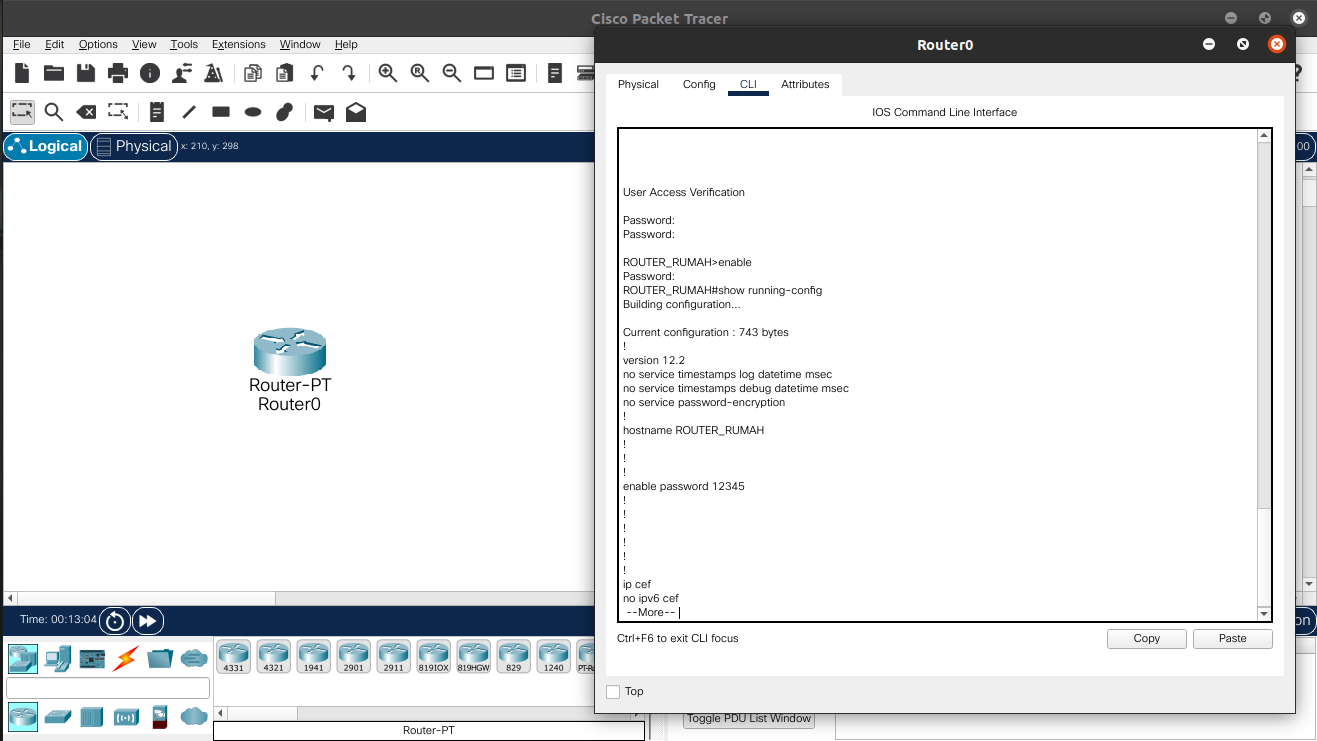 Cisco Packet Tracer
File Edit Options View Tools Extensions Window Help
Logical
Physical
x: 210, y: 298
Router-PT
Router0
Time: 00:13:04
4331
4321
1941
2901
2911
819IOX
819HGW
829
1240
Router-PT
Toggle PDU List Window
Router0
Physical Config CLI Attributes
IOS Command Line Interface
User Access Verification
Password:
Password:
ROUTER_RUMAH>enable
Password:
ROUTER_RUMAH#show running-config
Building configuration...
Current configuration : 743 bytes
!
version 12.2
no service timestamps log datetime msec
no service timestamps debug datetime msec
no service password-encryption
!
hostname ROUTER_RUMAH
!
!
!
enable password 12345
!
!
!
!
!
!
ip cef
no ipv6 cef
--More--
Ctrl+F6 to exit CLI focus
Copy
Paste
Top